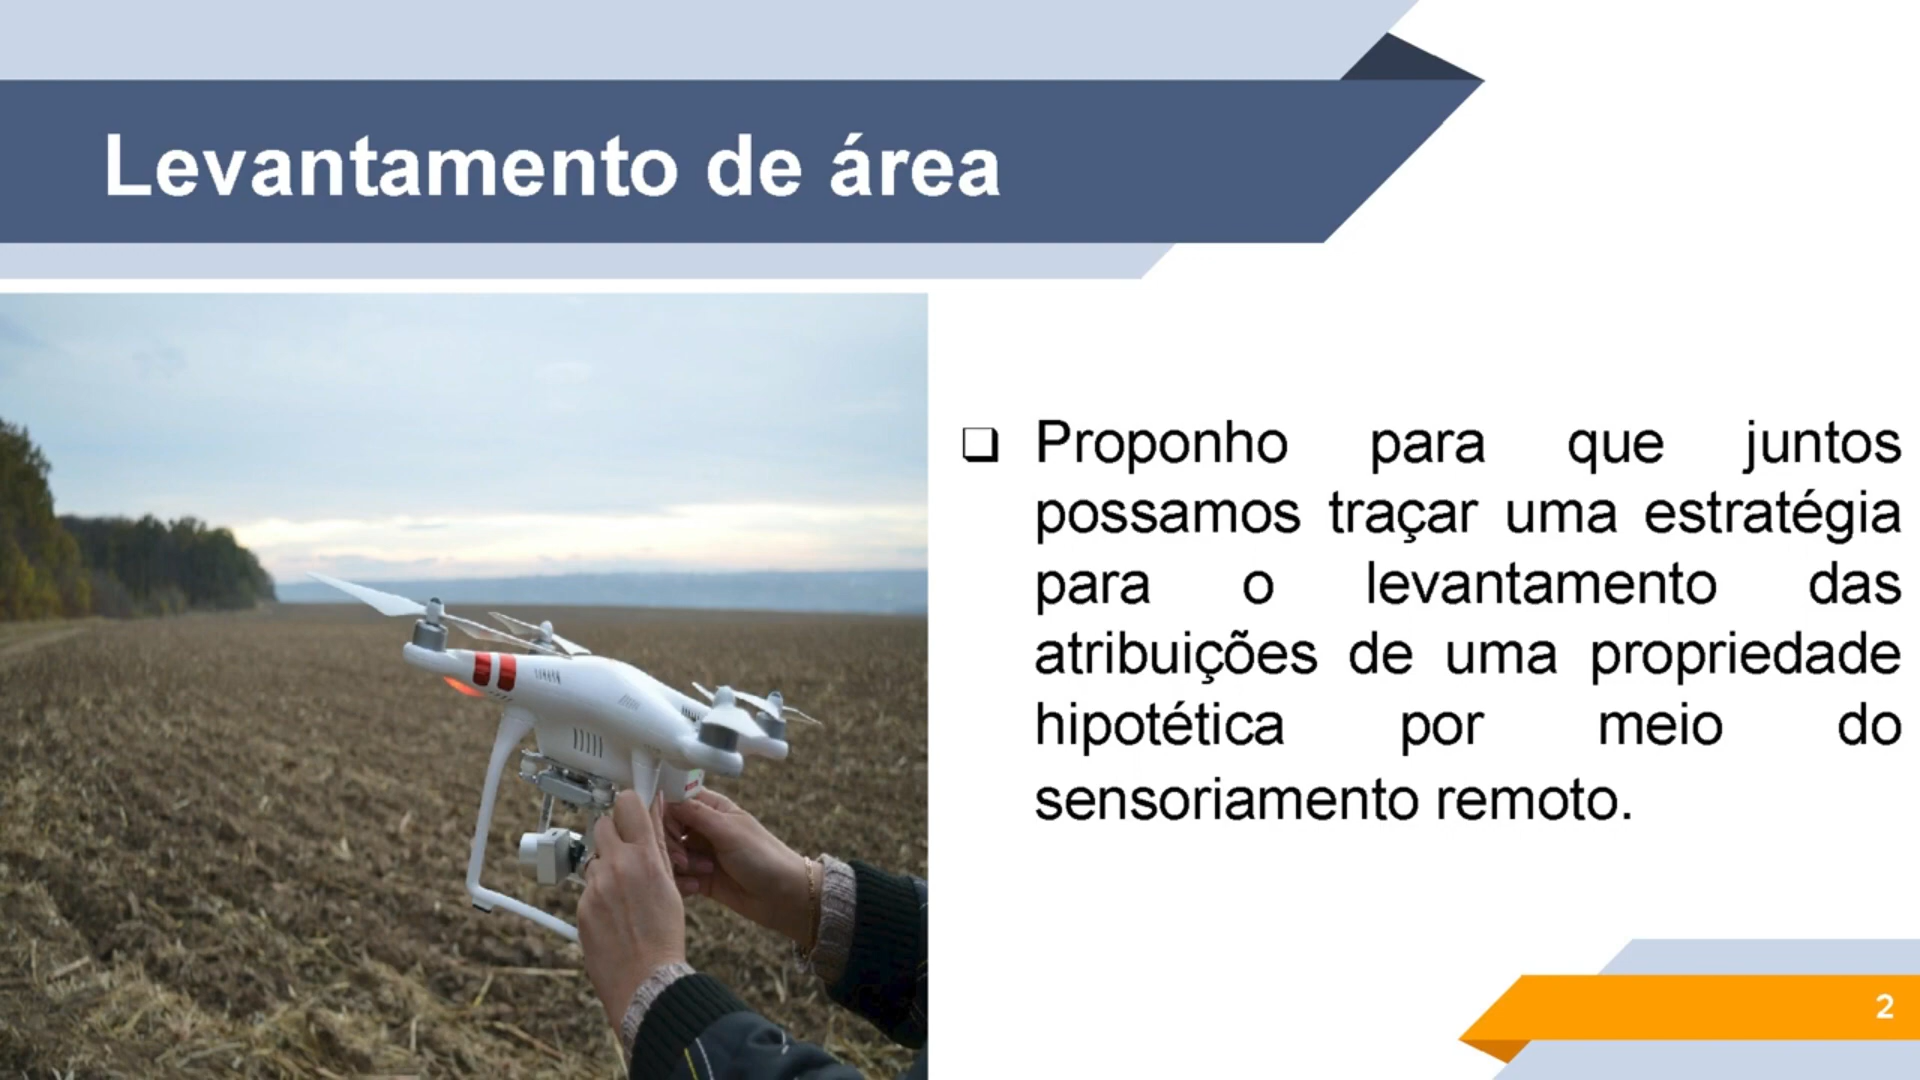 Levantamento de área
Proponho para que juntos
possamos traçar uma estratégia
para o levantamento das
atribuições de uma propriedade
hipotética por meio do
sensoriamento remoto.
2